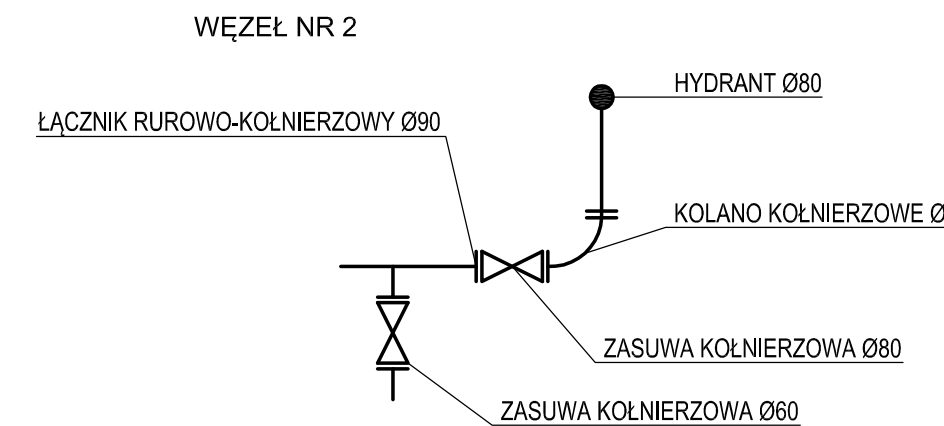 WĘZEŁ NR 2
HYDRANT Ø80
ŁĄCZNIK RUROWO-KOŁNIERZOWY Ø90
KOLANO KOŁNIERZOWE Ø
ZASUWA KOŁNIERZOWA Ø80
ZASUWA KOŁNIERZOWA Ø60